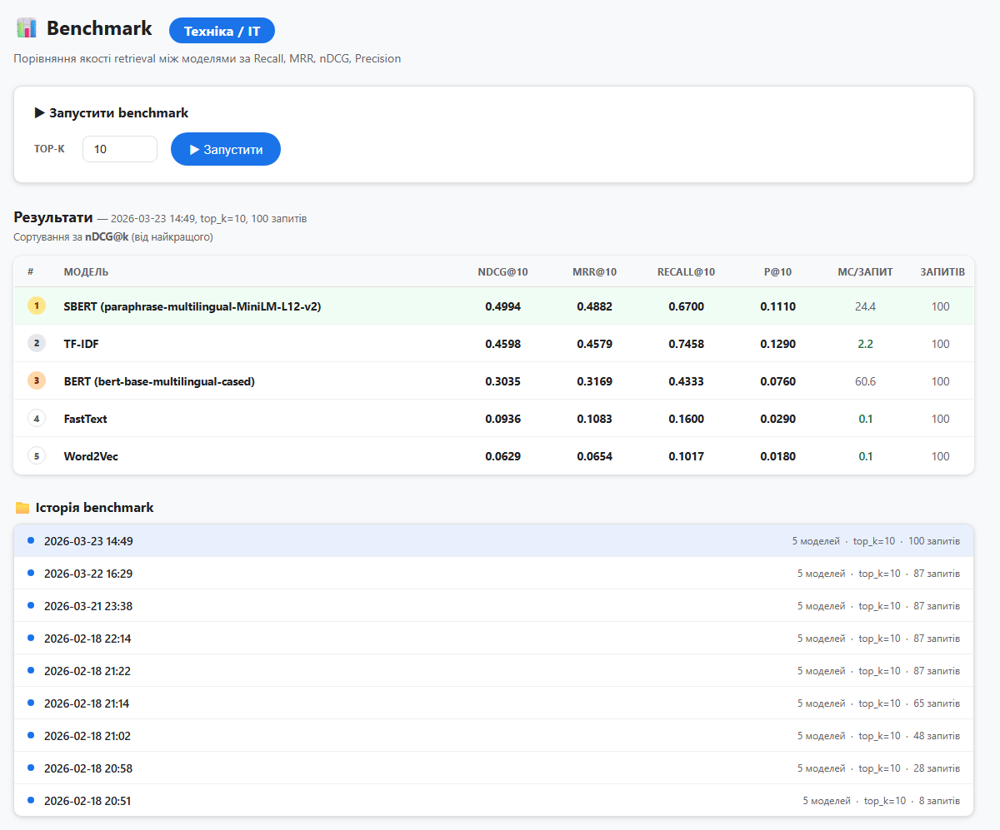 Benchmark Техніка / IT
Порівняння якості retrieval між моделями за Recall, MRR, nDCG, Precision
▶ Запустити benchmark
TOP-K 10 ▶ Запустити
Результати — 2026-03-23 14:49, top_k=10, 100 запитів
Сортування за nDCG@k (від найкращого)
# МОДЕЛЬ NDCG@10 MRR@10 RECALL@10 P@10 МС/ЗАПИТ ЗАПИТІВ
1 SBERT (paraphrase-multilingual-MiniLM-L12-v2) 0.4994 0.4882 0.6700 0.1110 24.4 100
2 TF-IDF 0.4598 0.4579 0.7458 0.1290 2.2 100
3 BERT (bert-base-multilingual-cased) 0.3035 0.3169 0.4333 0.0760 60.6 100
4 FastText 0.0936 0.1083 0.1600 0.0290 0.1 100
5 Word2Vec 0.0629 0.0654 0.1017 0.0180 0.1 100
Історія benchmark
2026-03-23 14:49 5 моделей · top_k=10 · 100 запитів
2026-03-22 16:29 5 моделей · top_k=10 · 87 запитів
2026-03-21 23:38 5 моделей · top_k=10 · 87 запитів
2026-02-18 22:14 5 моделей · top_k=10 · 87 запитів
2026-02-18 21:22 5 моделей · top_k=10 · 87 запитів
2026-02-18 21:14 5 моделей · top_k=10 · 65 запитів
2026-02-18 21:02 5 моделей · top_k=10 · 48 запитів
2026-02-18 20:58 5 моделей · top_k=10 · 28 запитів
2026-02-18 20:51 5 моделей · top_k=10 · 8 запитів